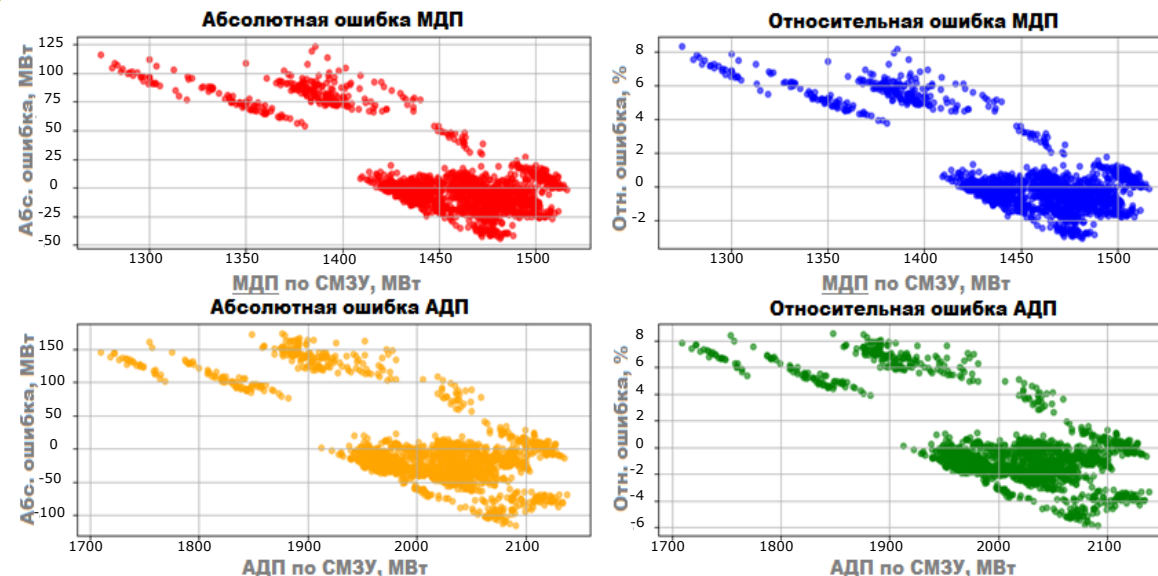 Абсолютная ошибка МДП
Абс. ошибка, МВт
125
100
75
50
25
0
-25
-50
1300 1350 1400 1450 1500
МДП по СМЗУ, МВт
Относительная ошибка МДП
Отн. ошибка, %
8
6
4
2
0
-2
1300 1350 1400 1450 1500
МДП по СМЗУ, МВт
Абсолютная ошибка АДП
Абс. ошибка, МВт
150
100
50
0
-50
-100
1700 1800 1900 2000 2100
АДП по СМЗУ, МВт
Относительная ошибка АДП
Отн. ошибка, %
8
6
4
2
0
-2
-4
-6
1700 1800 1900 2000 2100
АДП по СМЗУ, МВт